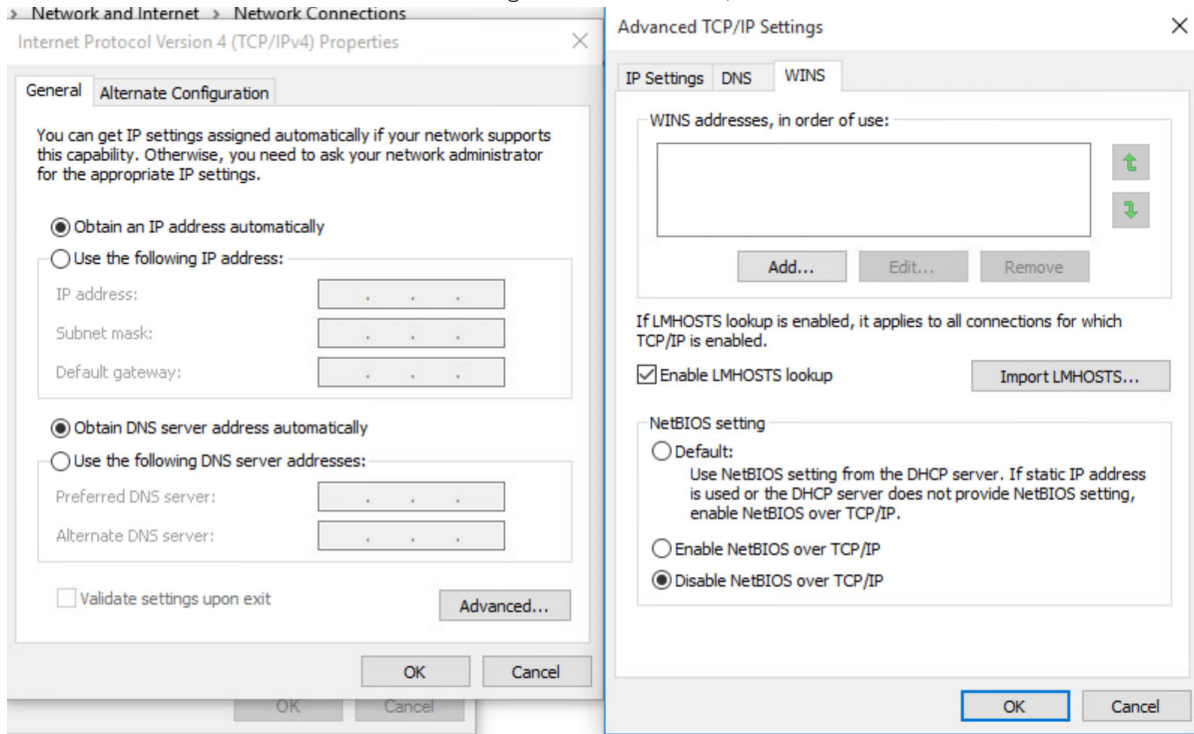 > Network and Internet > Network Connections
Internet Protocol Version 4 (TCP/IPv4) Properties
General
Alternate Configuration
You can get IP settings assigned automatically if your network supports
this capability. Otherwise, you need to ask your network administrator
for the appropriate IP settings.
Obtain an IP address automatically
Use the following IP address:
IP address:
Subnet mask:
Default gateway:
Obtain DNS server address automatically
Use the following DNS server addresses:
Preferred DNS server:
Alternate DNS server:
Validate settings upon exit
Advanced...
OK
Cancel
OK
Cancel
Advanced TCP/IP Settings
IP Settings
DNS
WINS
WINS addresses, in order of use:
Add...
Edit...
Remove
If LMHOSTS lookup is enabled, it applies to all connections for which
TCP/IP is enabled.
Enable LMHOSTS lookup
Import LMHOSTS...
NetBIOS setting
Default:
Use NetBIOS setting from the DHCP server. If static IP address
is used or the DHCP server does not provide NetBIOS setting,
enable NetBIOS over TCP/IP.
Enable NetBIOS over TCP/IP
Disable NetBIOS over TCP/IP
OK
Cancel